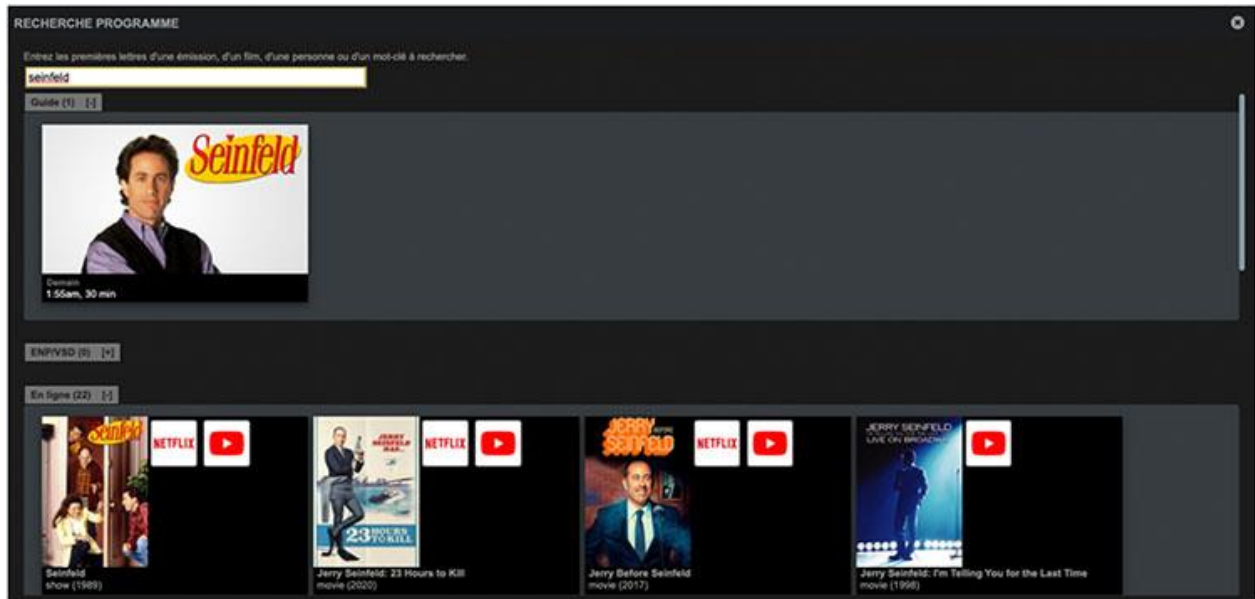 RECHERCHE PROGRAMME
Entrez les premières lettres d'une émission, d'un film, d'une personne ou d'un mot-clé à rechercher.
seinfeld
Guide (1) [-]
Seinfeld
Demain
1:55am, 30 min
ENP/VSD (0) [+]
En ligne (22) [-]
Seinfeld
NETFLIX
JERRY
SEINFELD
HAS...
23 HOURS
TO KILL
NETFLIX
JERRY BEFORE
SEINFELD
NETFLIX
JERRY SEINFELD
LIVE ON BROADWAY
Seinfeld
show (1989)
Jerry Seinfeld: 23 Hours to Kill
movie (2020)
Jerry Before Seinfeld
movie (2017)
Jerry Seinfeld: I'm Telling You for the Last Time
movie (1998)